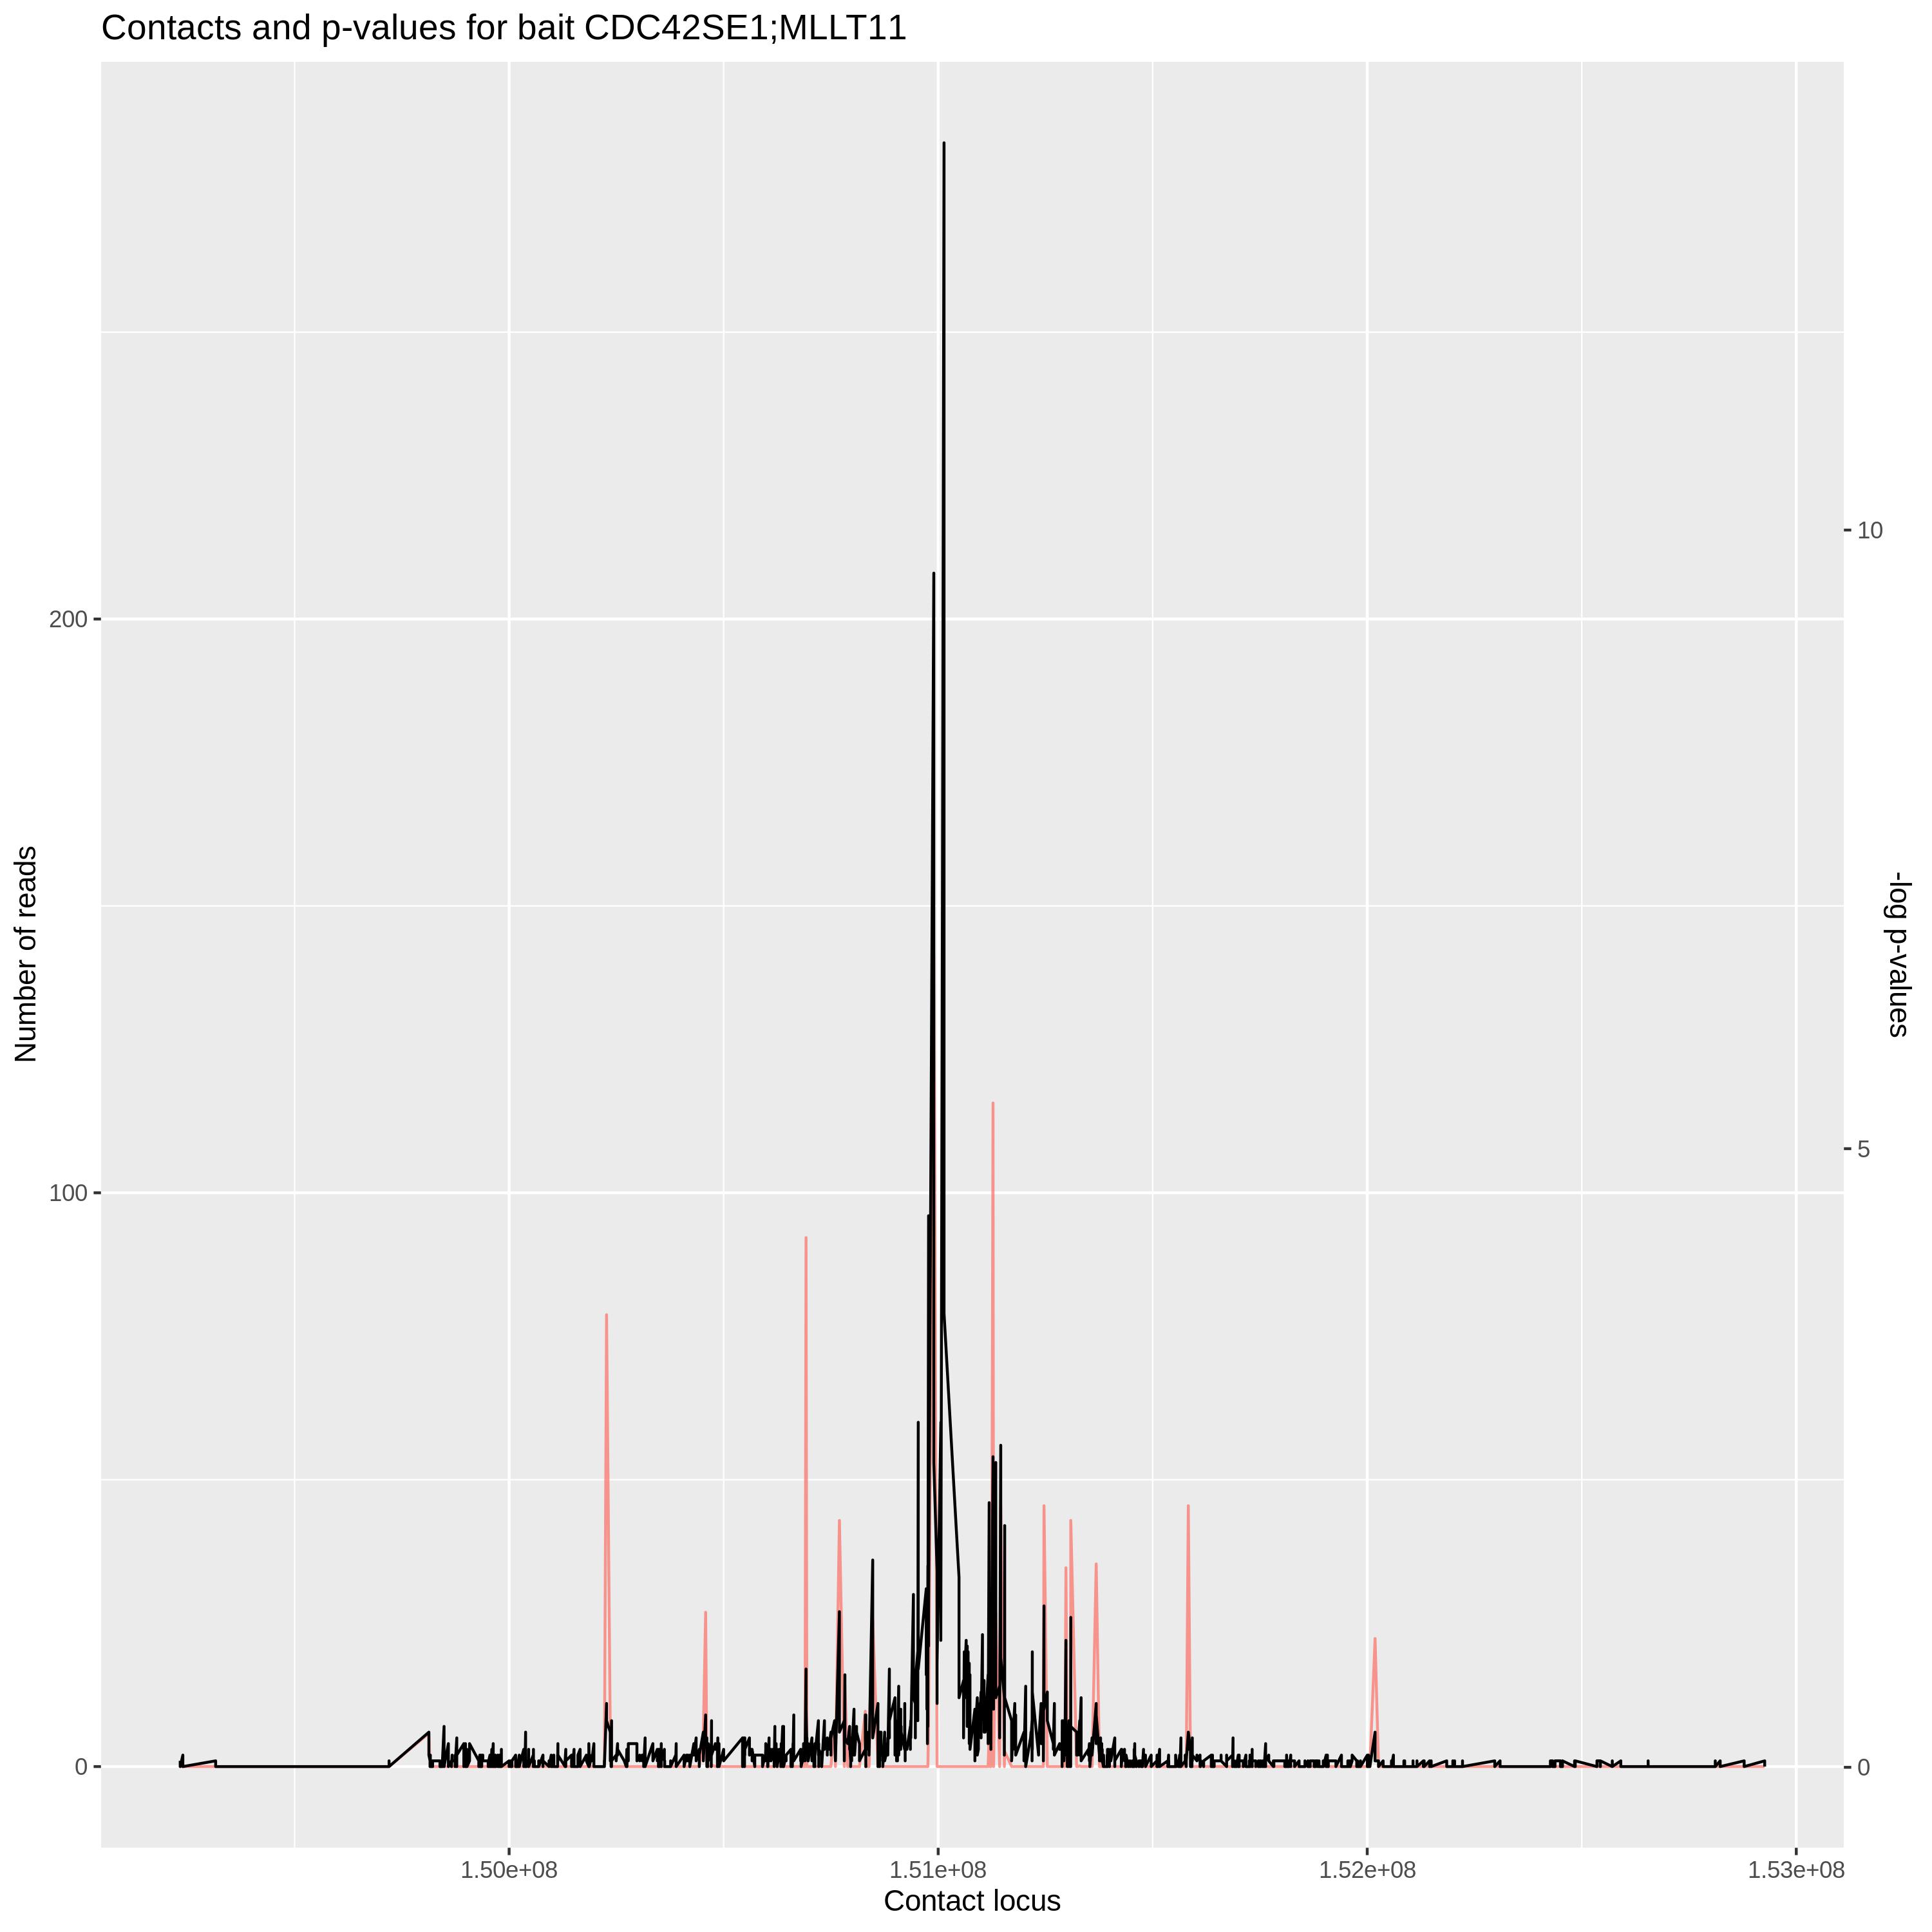 Contacts and p-values for bait CDC42SE1;MLLT11
Number of reads
200
100
0
10
5
0
-log p-values
1.50e+08
1.51e+08
1.52e+08
1.53e+08
Contact locus